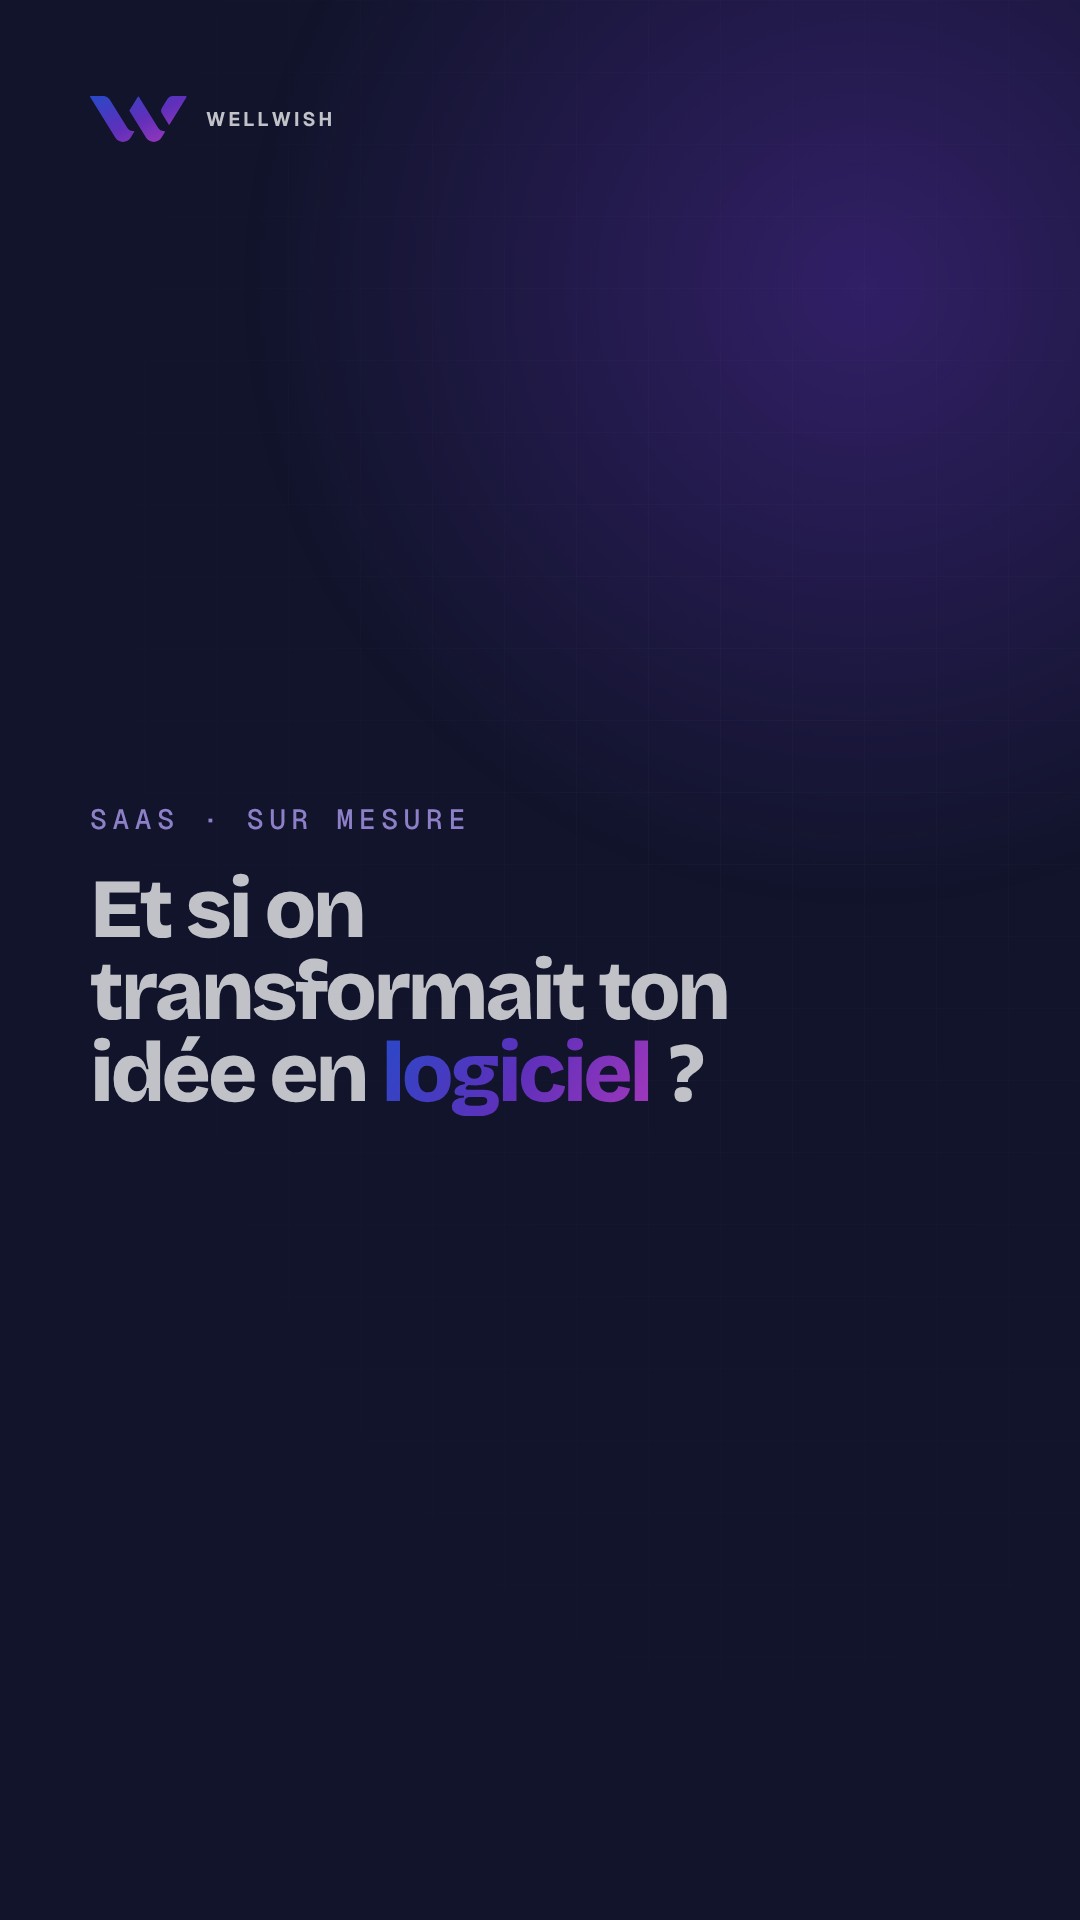 WELLWISH
SAAS · SUR MESURE
Et si on
transformait ton
idée en logiciel ?